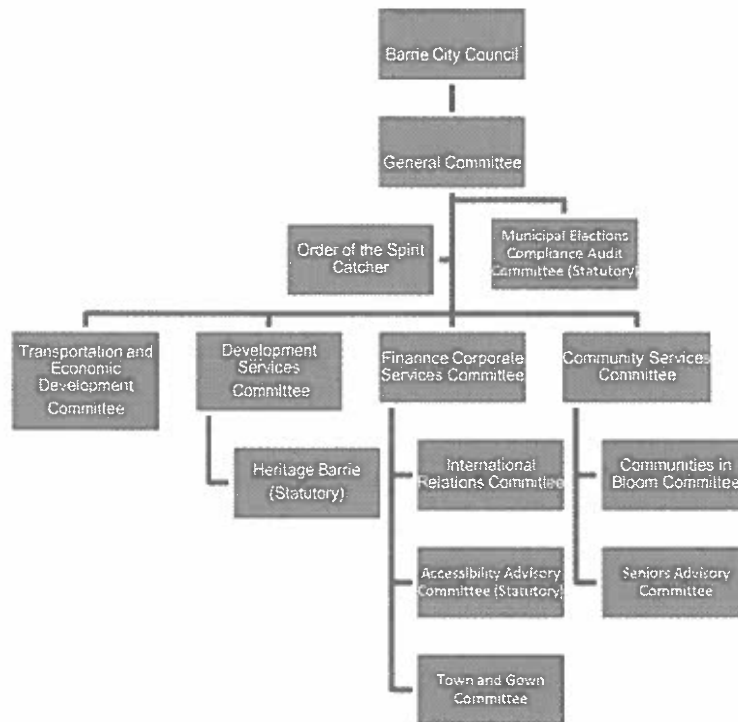 Barrie City Council
General Committee
Order of the Spirit
Catcher
Municipal Elections
Compliance Audit
Committee (Statutory)
Transportation and
Economic
Development
Committee
Development
Services
Committee
Finance Corporate
Services Committee
Community Services
Committee
Heritage Barrie
(Statutory)
International
Relations Committee
Communities in
Bloom Committee
Accessibility Advisory
Committee (Statutory)
Seniors Advisory
Committee
Town and Gown
Committee